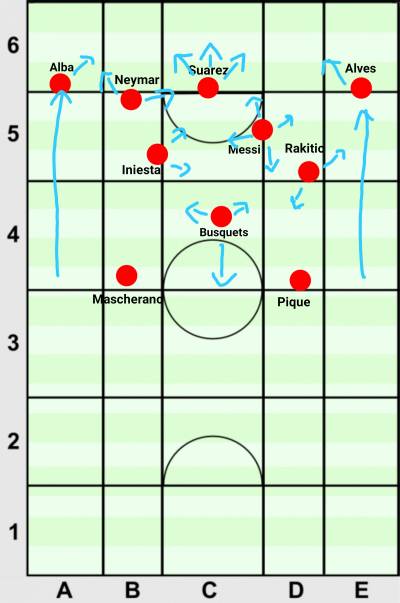 6
Alba
Neymar
Suarez
Alves
5
Iniesta
Messi
Rakitic
4
Busquets
Mascherano
Pique
3
2
1
A B C D E